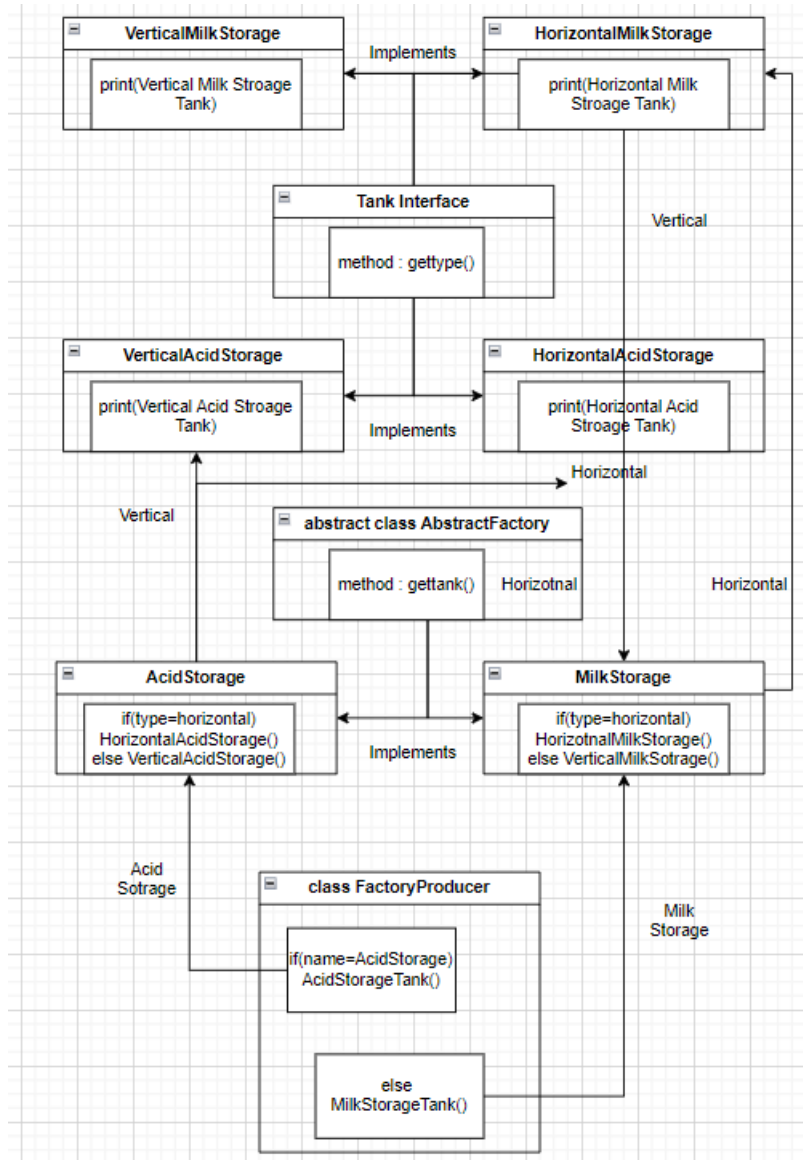 VerticalMilkStorage
HorizontalMilkStorage
Implements
print(Vertical Milk Stroage
Tank)
print(Horizontal Milk
Stroage Tank)
Tank Interface
Vertical
method : gettype()
VerticalAcidStorage
HorizontalAcidStorage
print(Vertical Acid Stroage
Tank)
print(Horizontal Acid
Stroage Tank)
Implements
Horizontal
Vertical
abstract class AbstractFactory
method : gettank()
Horizotnal
Horizontal
AcidStorage
MilkStorage
if(type=horizontal)
HorizontalAcidStorage()
else VerticalAcidStorage()
if(type=horizontal)
HorizotnalMilkStorage()
else VerticalMilkSotrage()
Implements
Acid
Sotrage
class FactoryProducer
Milk
Storage
if(name=AcidStorage)
AcidStorageTank()
else
MilkStorageTank()